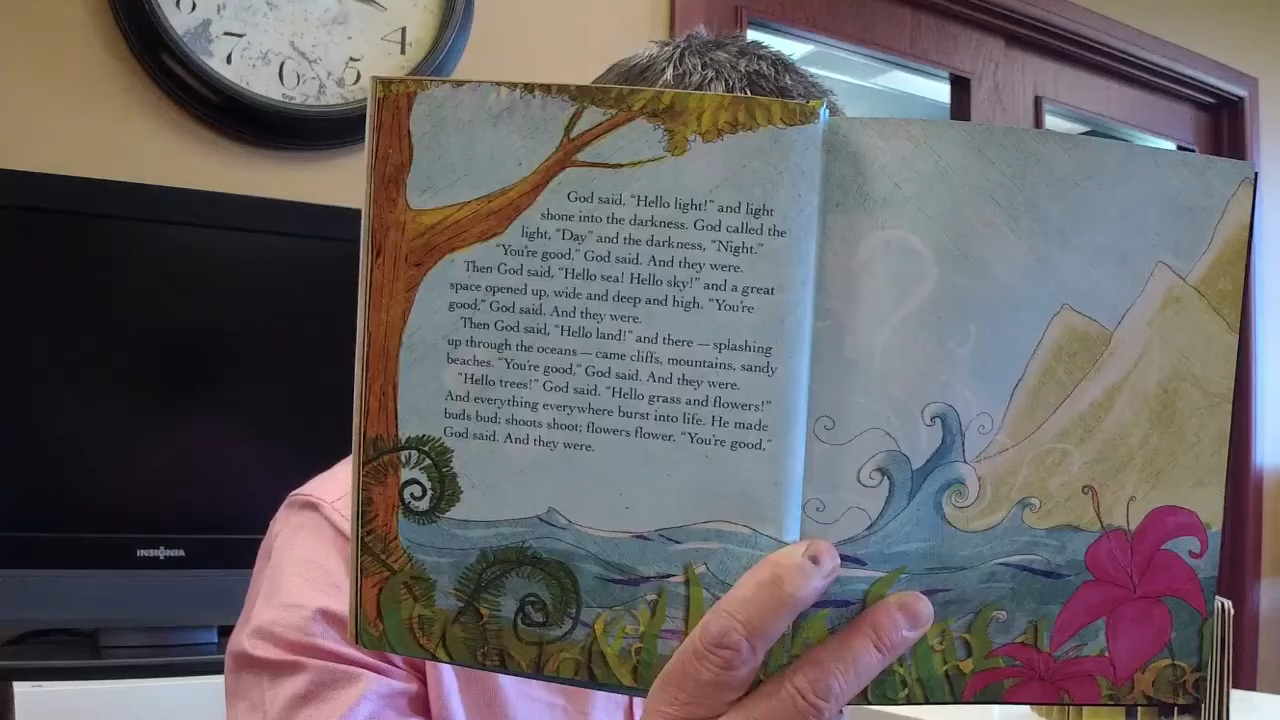 8
7
6
5
4
God said, "Hello light!" and light
shone into the darkness. God called the
light, "Day" and the darkness, "Night."
"You're good," God said. And they were.
Then God said, "Hello sea! Hello sky!" and a great
space opened up, wide and deep and high. "You're
good," God said. And they were.
Then God said, "Hello land!" and there — splashing
up through the oceans — came cliffs, mountains, sandy
beaches. "You're good," God said. And they were.
"Hello trees!" God said. "Hello grass and flowers!"
And everything everywhere burst into life. He made
buds bud; shoots shoot; flowers flower. "You're good,"
God said. And they were.
INSIGNIA